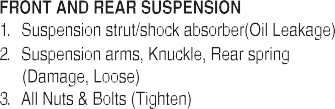 FRONT AND REAR SUSPENSION
1. Suspension strut/shock absorber(Oil Leakage)
2. Suspension arms, Knuckle, Rear spring
(Damage, Loose)
3. All Nuts & Bolts (Tighten)